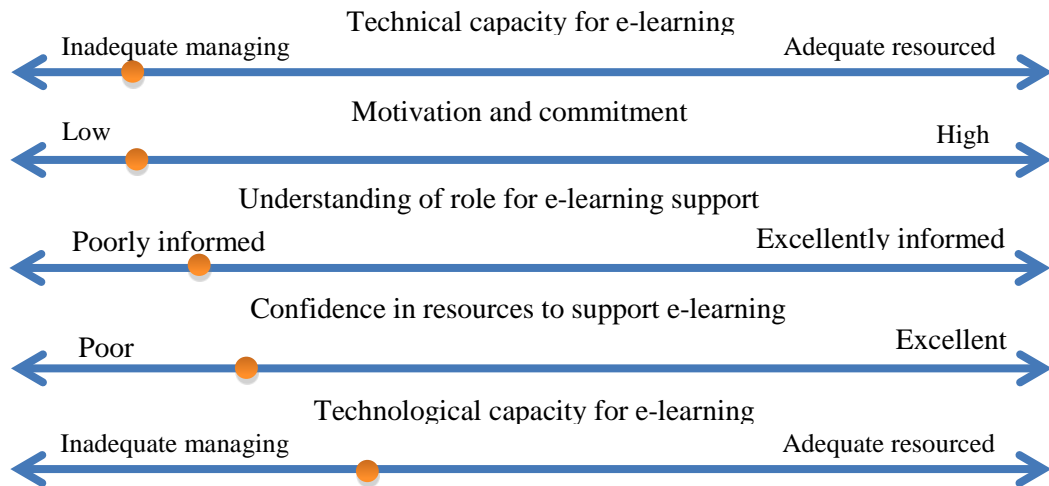 Technical capacity for e-learning
Inadequate managing Adequate resourced
Motivation and commitment
Low High
Understanding of role for e-learning support
Poorly informed Excellently informed
Confidence in resources to support e-learning
Poor Excellent
Technological capacity for e-learning
Inadequate managing Adequate resourced